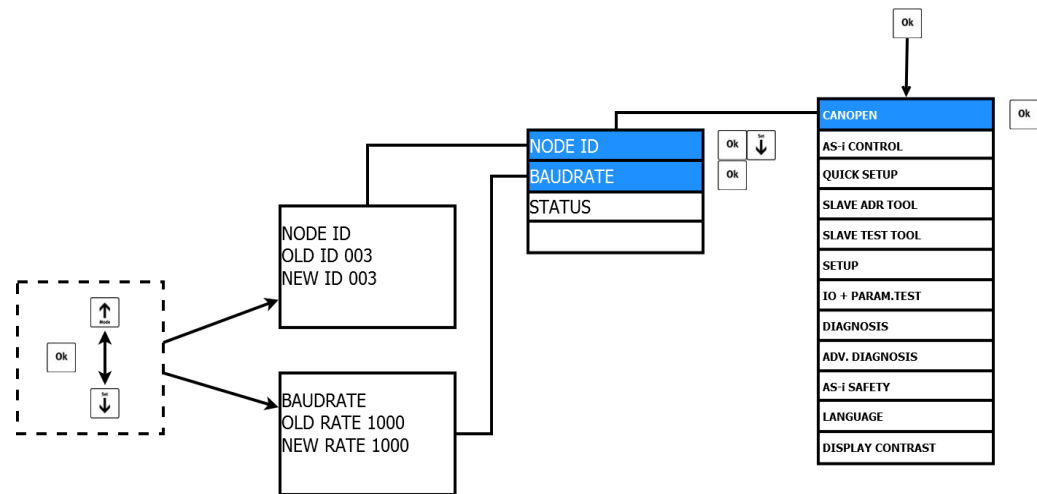 Ok
CANOPEN
Ok
AS-i CONTROL
QUICK SETUP
SLAVE ADR TOOL
SLAVE TEST TOOL
SETUP
IO + PARAM.TEST
DIAGNOSIS
ADV. DIAGNOSIS
AS-i SAFETY
LANGUAGE
DISPLAY CONTRAST
NODE ID
Ok
Set
BAUDRATE
Ok
STATUS
NODE ID
OLD ID 003
NEW ID 003
BAUDRATE
OLD RATE 1000
NEW RATE 1000
Mode
Ok
Set